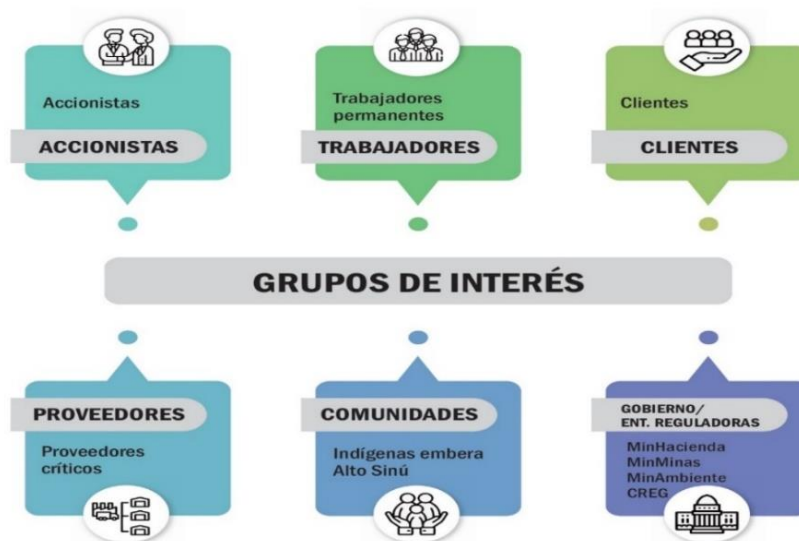 Accionistas
ACCIONISTAS
Trabajadores
permanentes
TRABAJADORES
Clientes
CLIENTES
GRUPOS DE INTERÉS
PROVEEDORES
Proveedores
críticos
COMUNIDADES
Indígenas embera
Alto Sinú
GOBIERNO/
ENT. REGULADORAS
MinHacienda
MinMinas
MinAmbiente
CREG